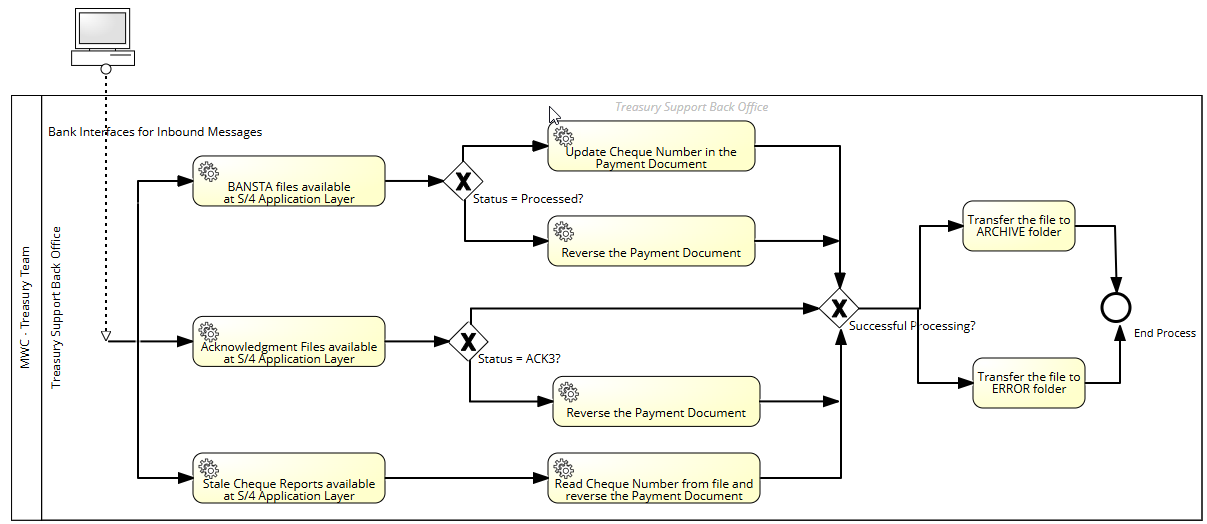 Treasury Support Back Office
Bank Interfaces for Inbound Messages
MWC - Treasury Team
Treasury Support Back Office
BANSTA files available
at S/4 Application Layer
Status = Processed?
Update Cheque Number in the
Payment Document
Reverse the Payment Document
Acknowledgment Files available
at S/4 Application Layer
Status = ACK3?
Reverse the Payment Document
Stale Cheque Reports available
at S/4 Application Layer
Read Cheque Number from file and
reverse the Payment Document
Successful Processing?
Transfer the file to
ARCHIVE folder
Transfer the file to
ERROR folder
End Process